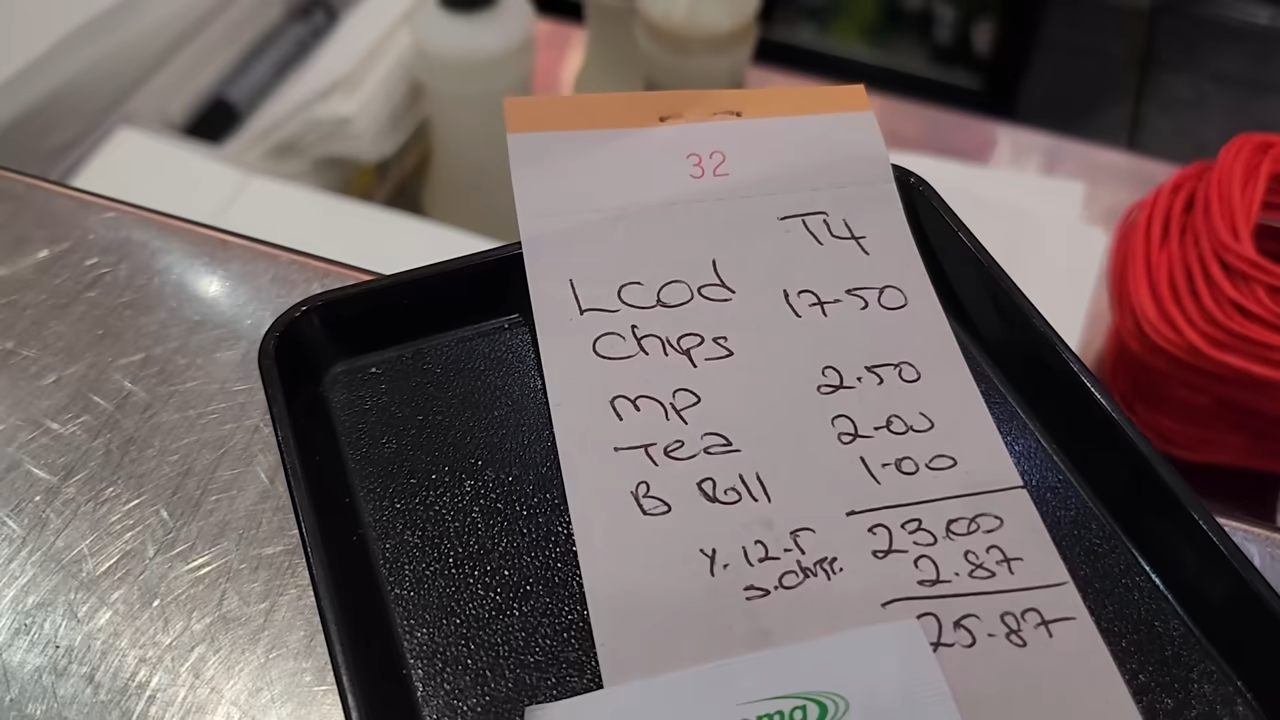 32
T4
LCod 17-50
Chips
MP 2.50
Tea 2-00
B Roll 1-00
23.00
Y. 12-5 2.87
s.chge.
25-87